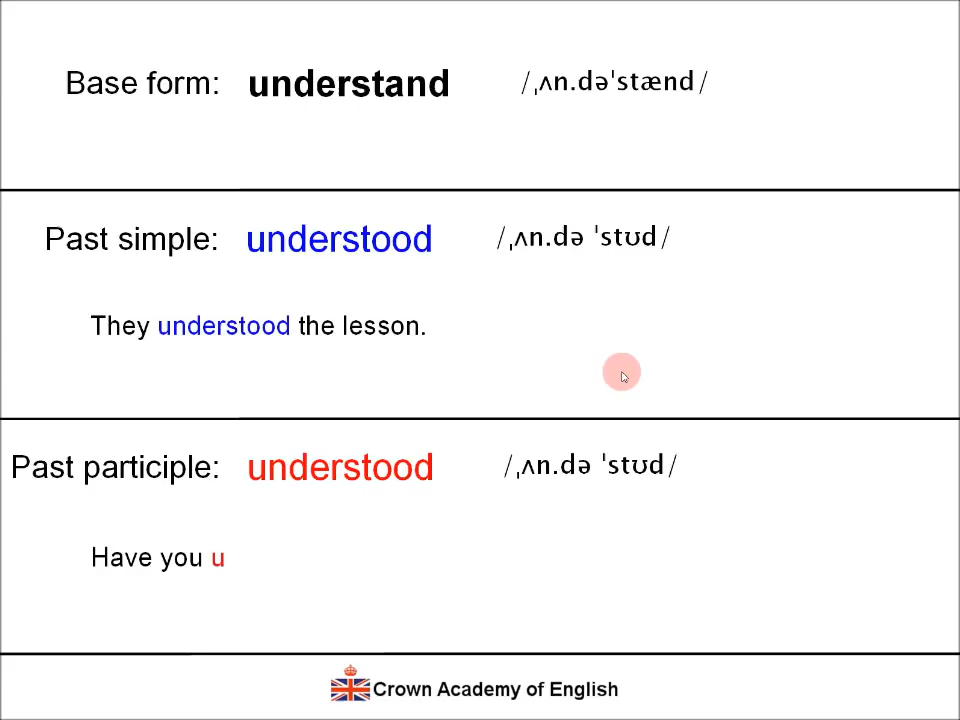 Base form: understand /ˌʌn.dəˈstænd/
Past simple: understood /ˌʌn.də ˈstʊd/
They understood the lesson.
Past participle: understood /ˌʌn.də ˈstʊd/
Have you u
Crown Academy of English